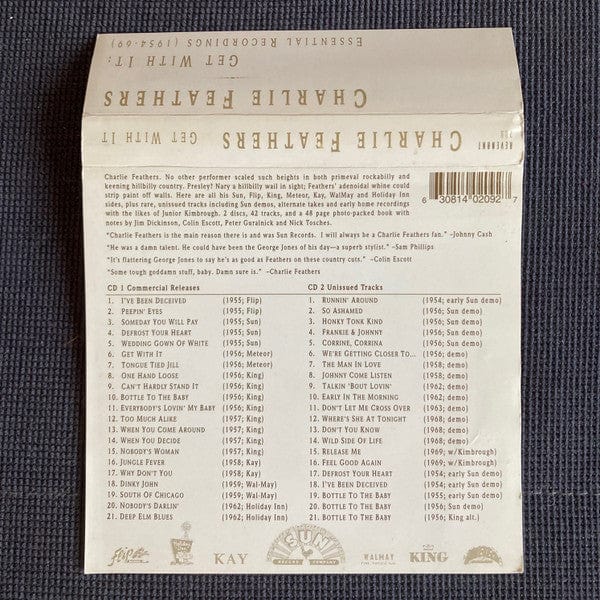 ESSENTIAL RECORDINGS (1954-69)
GET WITH IT:
CHARLIE FEATHERS
REVENANT
CHARLIE FEATHERS GET WITH IT
Charlie Feathers. No other performer scaled such heights in both primeval rockabilly and
keening hillbilly country. Presley? Nary a hillbilly wail in sight; Feathers' adenoidal whine could
strip paint off walls. Here are all his Sun, Flip, King, Meteor, Kay, WalMay and Holiday Inn
sides, plus rare, unissued tracks including Sun demos, alternate takes and early home recordings
with the likes of Junior Kimbrough. 2 discs, 42 tracks, and a 48 page photo-packed book with
notes by Jim Dickinson, Colin Escott, Peter Guralnick and Nick Tosches.
6 30814 02092 7
"Charlie Feathers is the main reason there is and was Sun Records. I will always be a Charlie Feathers fan." –Johnny Cash
"He was a damn talent. He could have been the George Jones of his day—a superb stylist." –Sam Phillips
"It's flattering George Jones to say he's as good as Feathers on these country cuts." –Colin Escott
"Some tough goddamn stuff, baby. Damn sure is." –Charlie Feathers
CD 1 Commercial Releases
1. I'VE BEEN DECEIVED (1955; Flip)
2. PEEPIN' EYES (1955; Flip)
3. SOMEDAY YOU WILL PAY (1955; Sun)
4. DEFROST YOUR HEART (1955; Sun)
5. WEDDING GOWN OF WHITE (1955; Sun)
6. GET WITH IT (1956; Meteor)
7. TONGUE TIED JILL (1956; Meteor)
8. ONE HAND LOOSE (1956; King)
9. CAN'T HARDLY STAND IT (1956; King)
10. BOTTLE TO THE BABY (1956; King)
11. EVERYBODY'S LOVIN' MY BABY (1956; King)
12. TOO MUCH ALIKE (1956; King)
13. WHEN YOU COME AROUND (1957; King)
14. WHEN YOU DECIDE (1957; King)
15. NOBODY'S WOMAN (1957; King)
16. JUNGLE FEVER (1958; Kay)
17. WHY DON'T YOU (1958; Kay)
18. DINKY JOHN (1959; Wal-May)
19. SOUTH OF CHICAGO (1959; Wal-May)
20. NOBODY'S DARLIN' (1962; Holiday Inn)
21. DEEP ELM BLUES (1962; Holiday Inn)
CD 2 Unissued Tracks
1. RUNNIN' AROUND (1954; early Sun demo)
2. SO ASHAMED (1956; Sun demo)
3. HONKY TONK KIND (1956; Sun demo)
4. FRANKIE & JOHNNY (1956; Sun demo)
5. CORRINE, CORRINA (1956; Sun demo)
6. WE'RE GETTING CLOSER TO... (1956; demo)
7. THE MAN IN LOVE (1958; demo)
8. JOHNNY COME LISTEN (1958; demo)
9. TALKIN' 'BOUT LOVIN' (1962; demo)
10. EARLY IN THE MORNING (1962; demo)
11. DON'T LET ME CROSS OVER (1963; demo)
12. WHERE'S SHE AT TONIGHT (1968; demo)
13. DON'T YOU KNOW (1968; demo)
14. WILD SIDE OF LIFE (1968; demo)
15. RELEASE ME (1969; w/Kimbrough)
16. FEEL GOOD AGAIN (1969; w/Kimbrough)
17. DEFROST YOUR HEART (1954; early Sun demo)
18. I'VE BEEN DECEIVED (1954; early Sun demo)
19. BOTTLE TO THE BABY (1955; early Sun demo)
20. BOTTLE TO THE BABY (1956; Sun demo)
21. BOTTLE TO THE BABY (1956; King alt.)
FLIP
KAY
SUN
RECORD COMPANY
WALMAY
KING